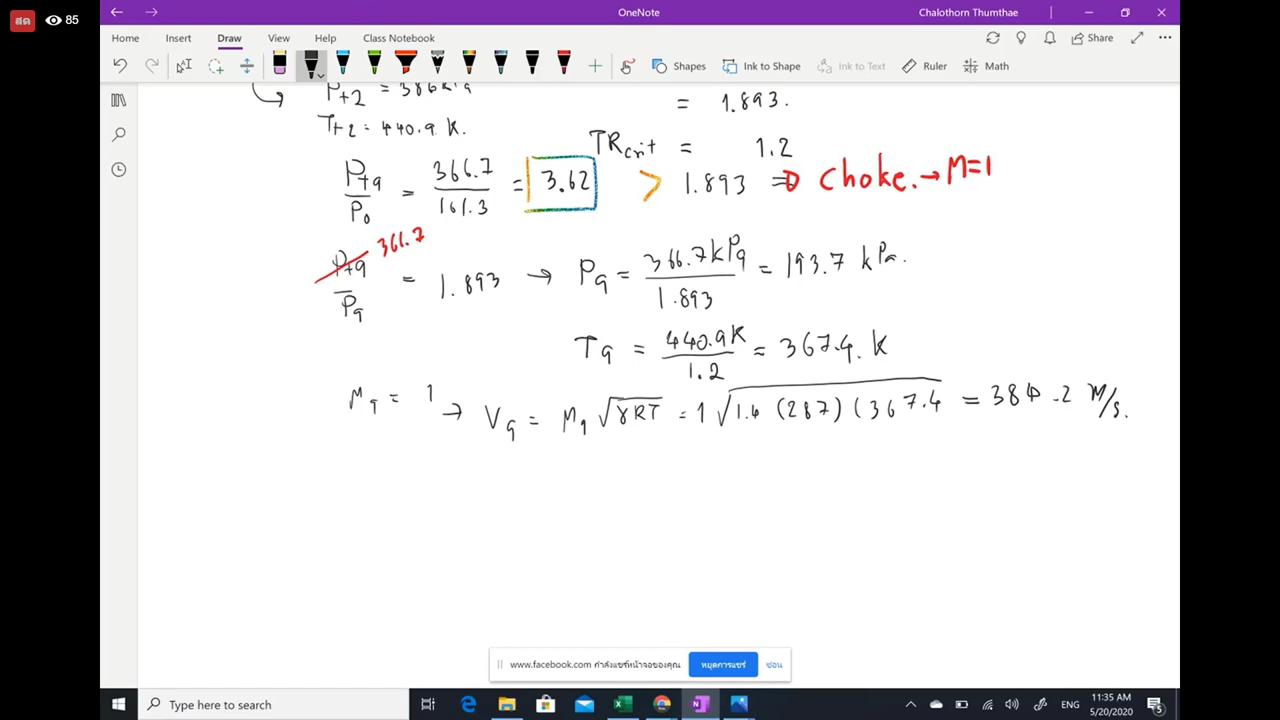 สด 85
OneNote
Chalothorn Thumthae
Home Insert Draw View Help Class Notebook
Share
Shapes Ink to Shape Ink to Text Ruler Math
Pt2 = 386kPa
= 1.893.
Tt2 = 440.9 K.
TRcrit = 1.2
Pt9/P0 = 366.7/101.3 = 3.62 > 1.893 ⇒ Choke. → M=1
366.7
Pt9/P9 = 1.893 → P9 = 366.7kPa/1.893 = 193.7 kPa.
T9 = 440.9K/1.2 = 367.4. K
M9 = 1 → V9 = M9 √γRT = 1 √1.4 (287) (367.4 = 384.2 M/s.
www.facebook.com กำลังแชร์หน้าจอของคุณ หยุดการแชร์ ซ่อน
Type here to search
ENG
11:35 AM
5/20/2020
5